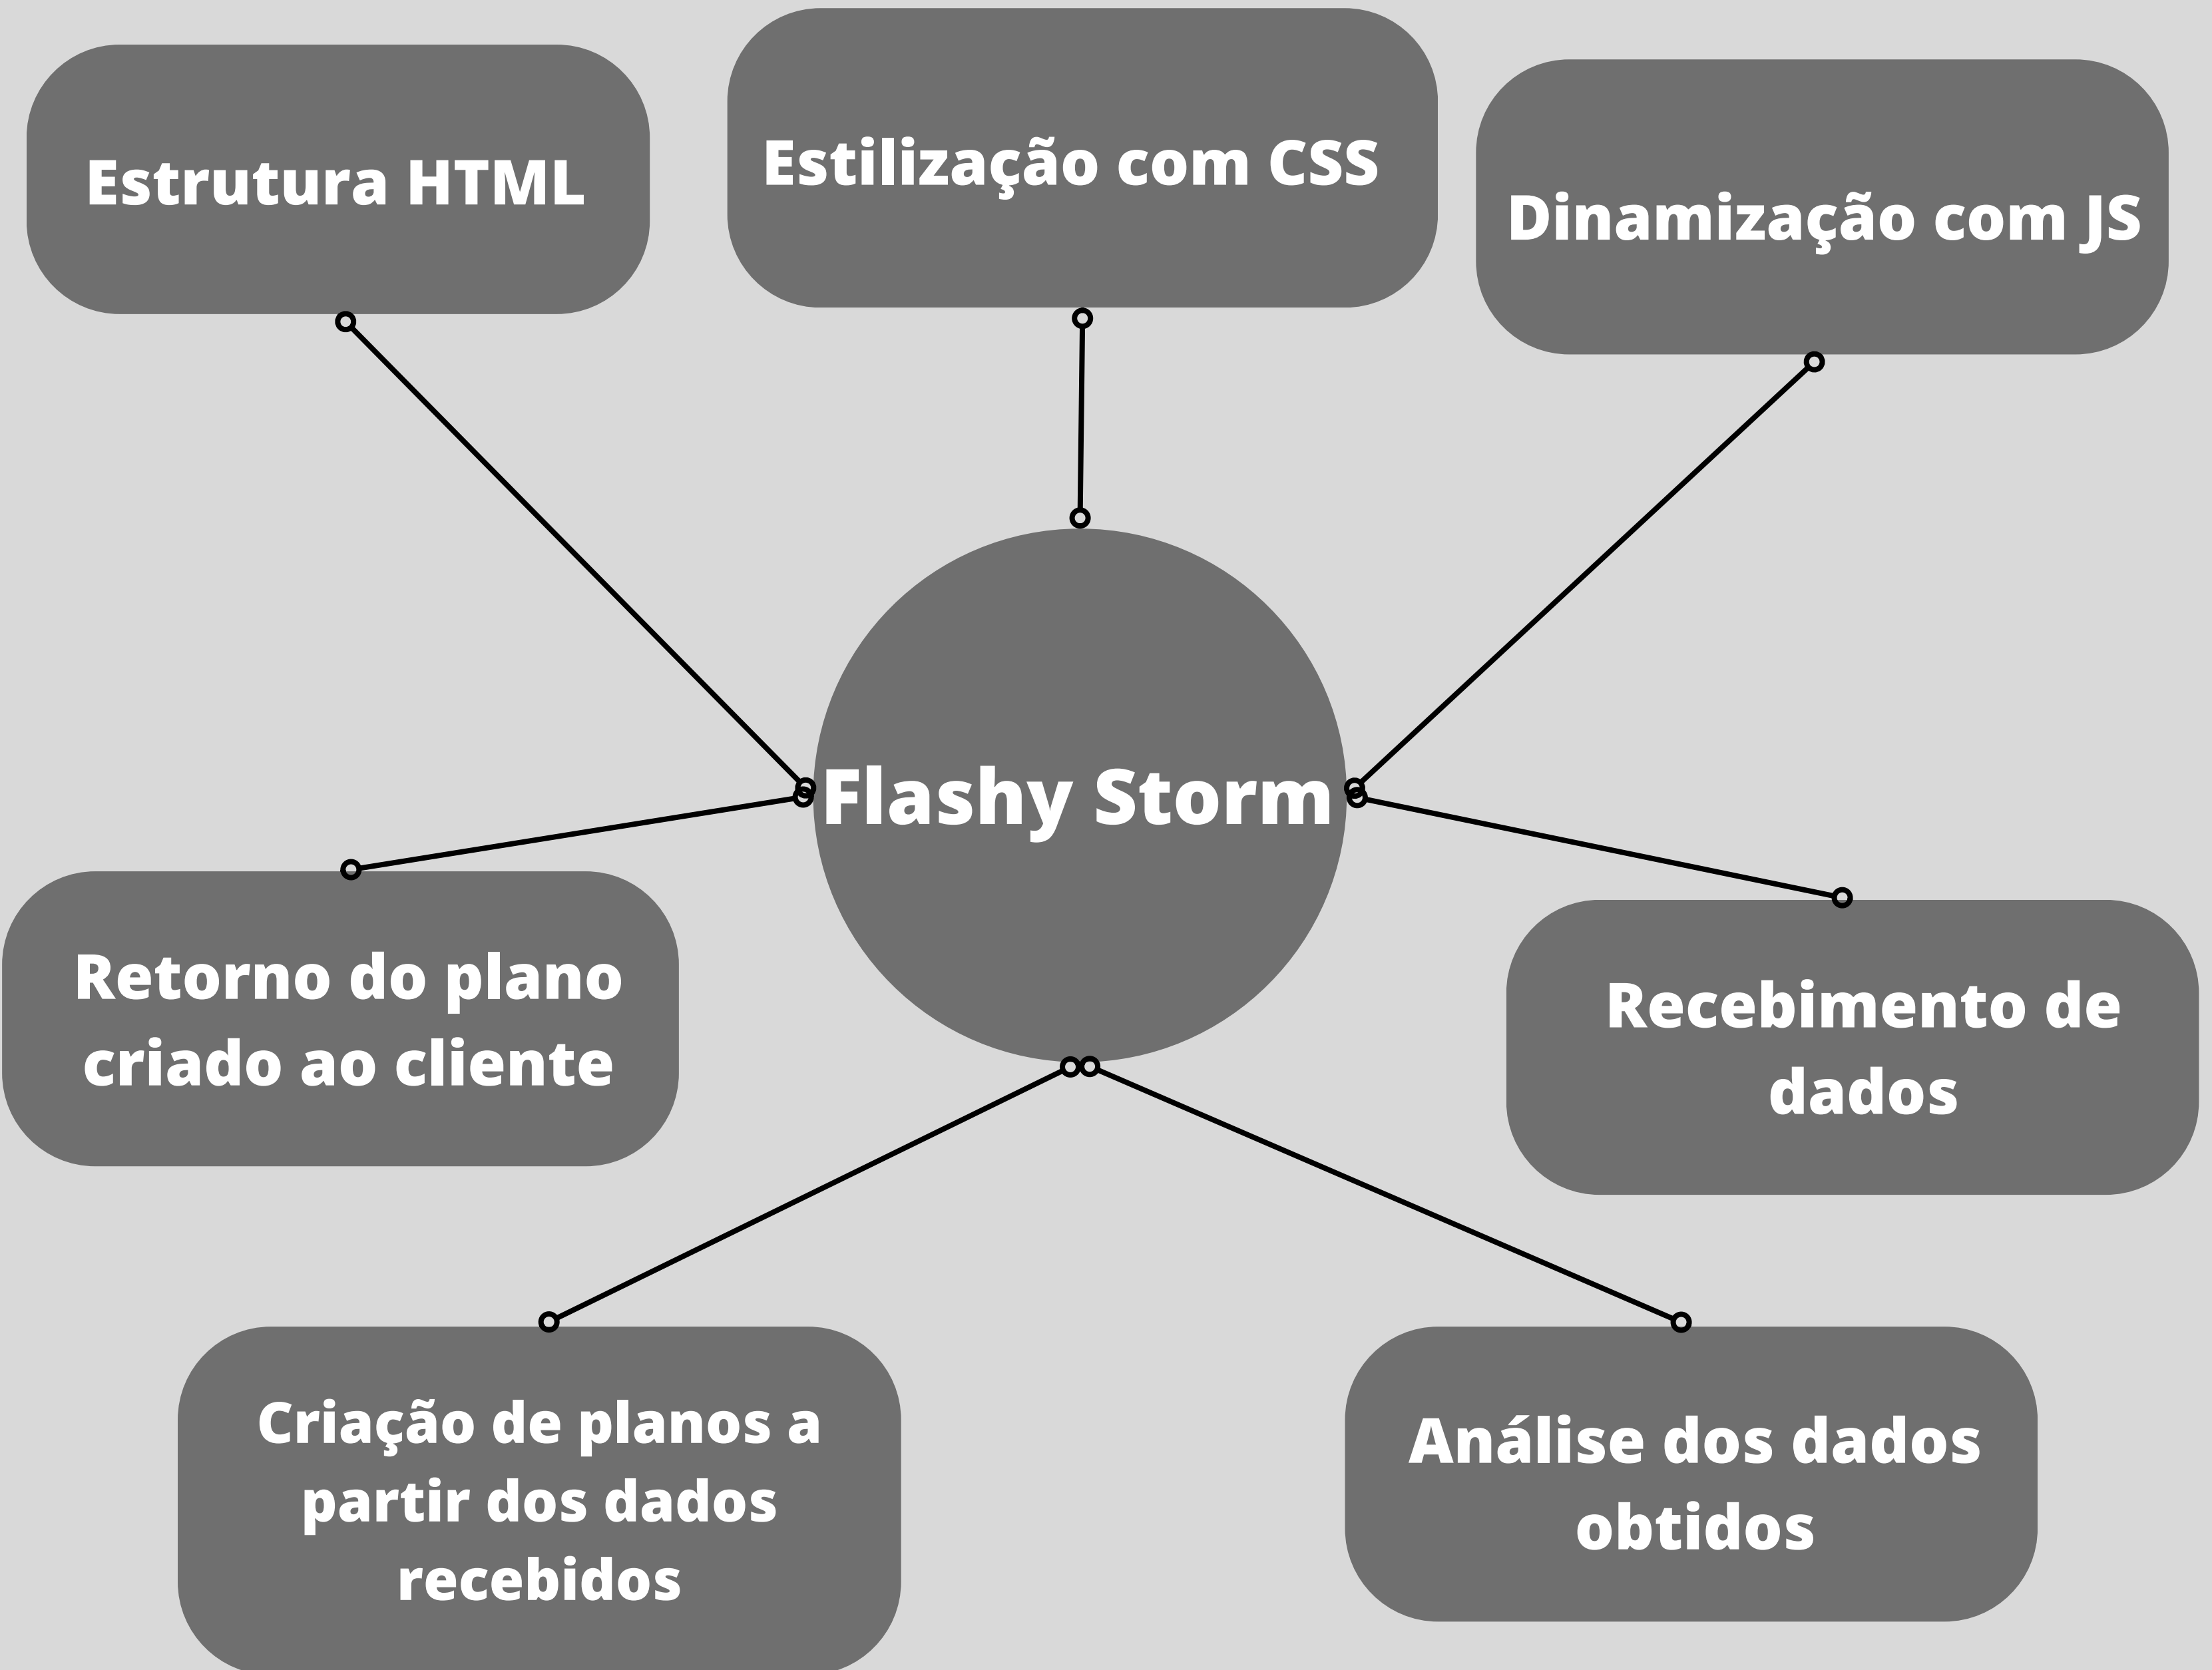 Estrutura HTML
Estilização com CSS
Dinamização com JS
Flashy Storm
Retorno do plano
criado ao cliente
Recebimento de
dados
Criação de planos a
partir dos dados
recebidos
Análise dos dados
obtidos